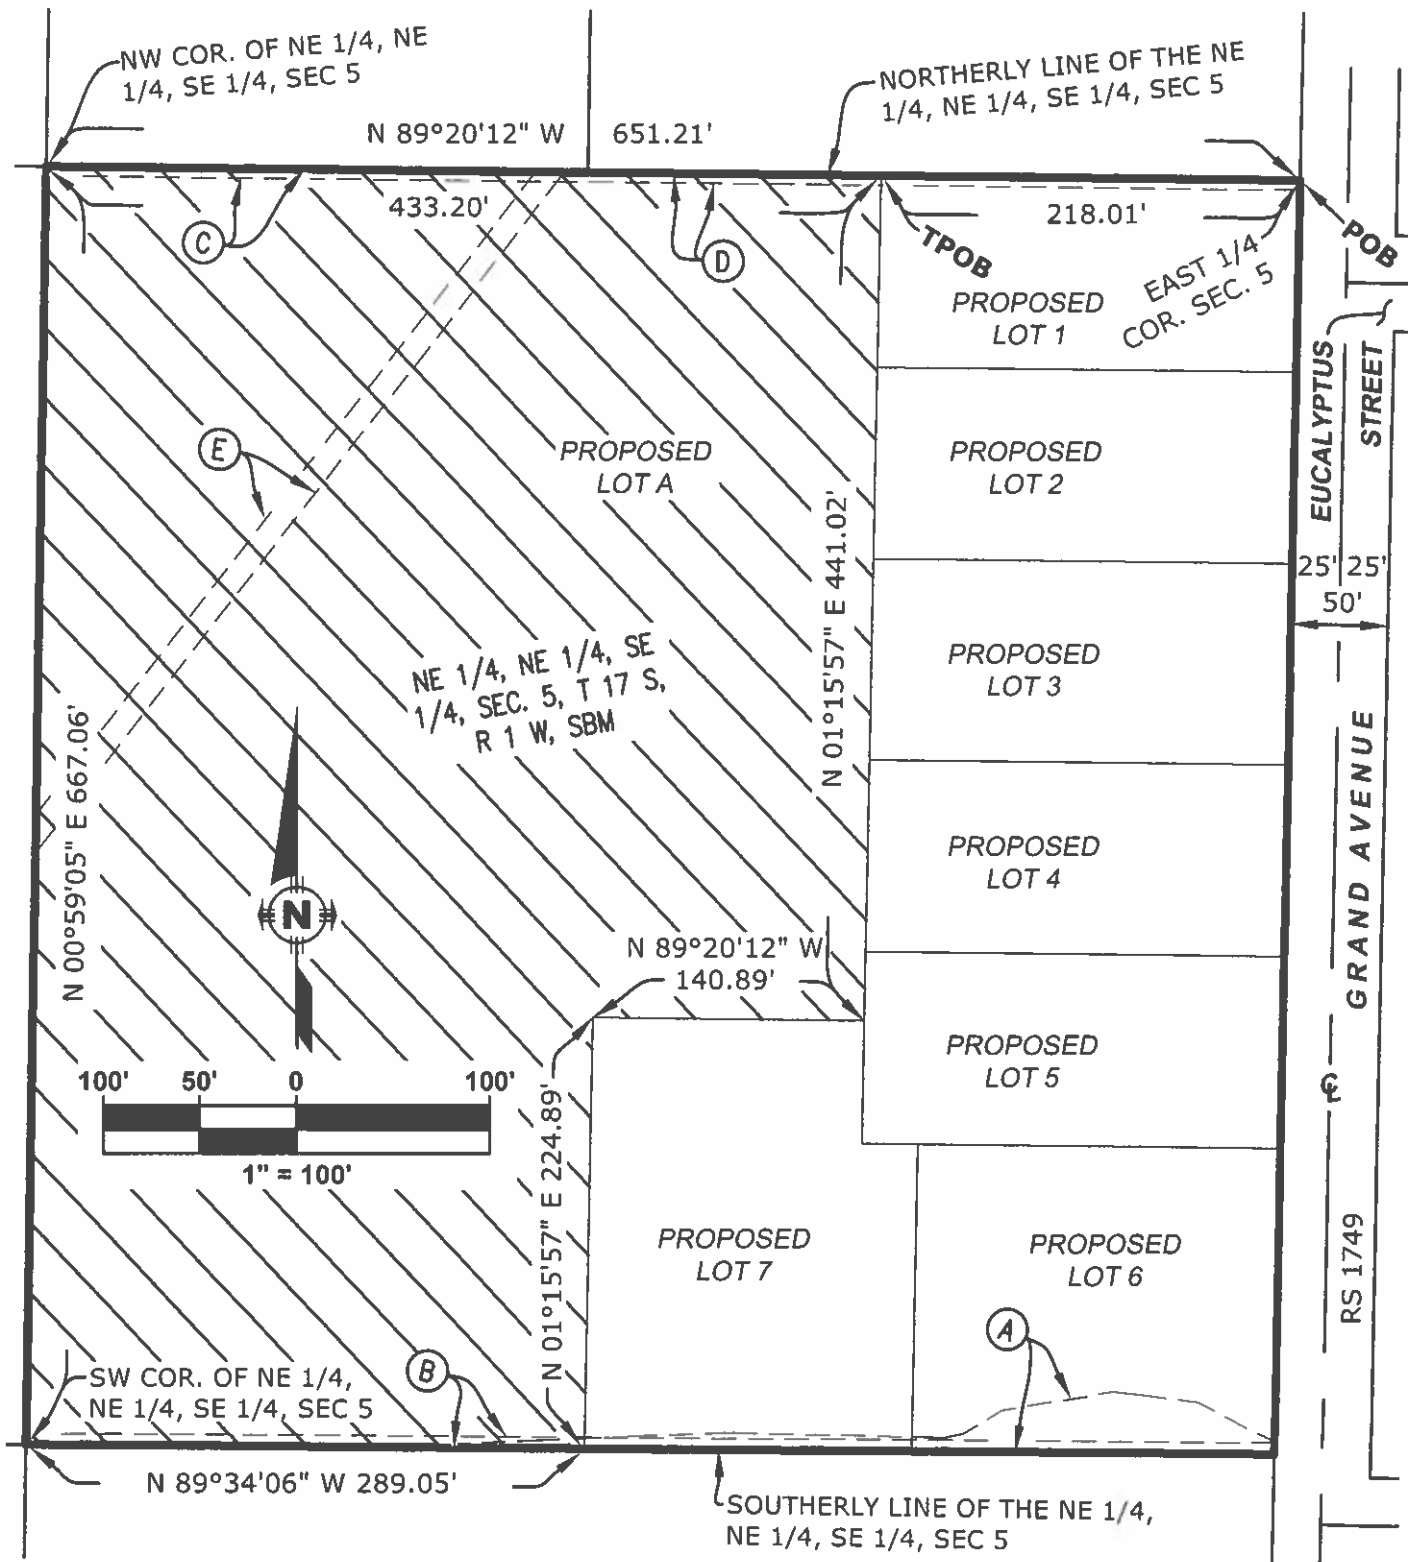 NW COR. OF NE 1/4, NE
1/4, SE 1/4, SEC 5
NORTHERLY LINE OF THE NE
1/4, NE 1/4, SE 1/4, SEC 5
N 89°20'12" W 651.21'
433.20'
218.01'
C
D
TPOB
POB
EAST 1/4
COR. SEC. 5
PROPOSED
LOT 1
EUCALYPTUS
STREET
E
PROPOSED
LOT A
PROPOSED
LOT 2
N 01°15'57" E 441.02'
25' 25'
50'
NE 1/4, NE 1/4, SE
1/4, SEC. 5, T 17 S,
R 1 W, SBM
PROPOSED
LOT 3
N 00°59'05" E 667.06'
GRAND AVENUE
PROPOSED
LOT 4
N
N 89°20'12" W
140.89'
PROPOSED
LOT 5
100' 50' 0 100'
1" = 100'
N 01°15'57" E 224.89'
PROPOSED
LOT 7
PROPOSED
LOT 6
RS 1749
A
SW COR. OF NE 1/4,
NE 1/4, SE 1/4, SEC 5
B
N 89°34'06" W 289.05'
SOUTHERLY LINE OF THE NE 1/4,
NE 1/4, SE 1/4, SEC 5